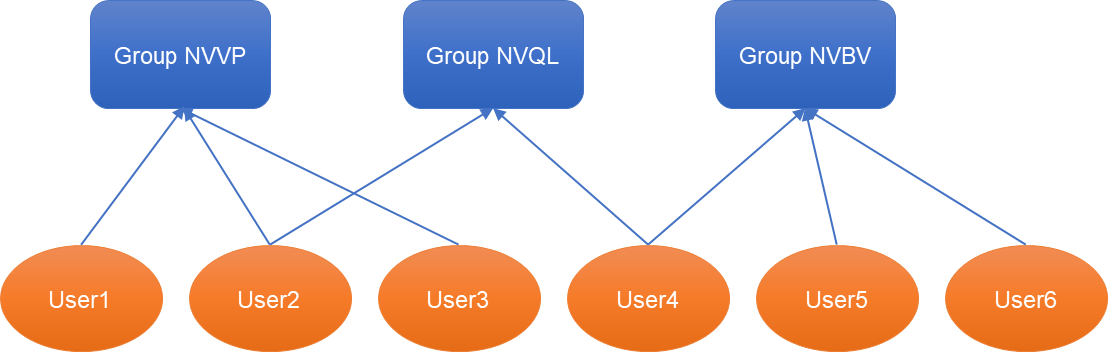 Group NVVP
Group NVQL
Group NVBV
User1
User2
User3
User4
User5
User6